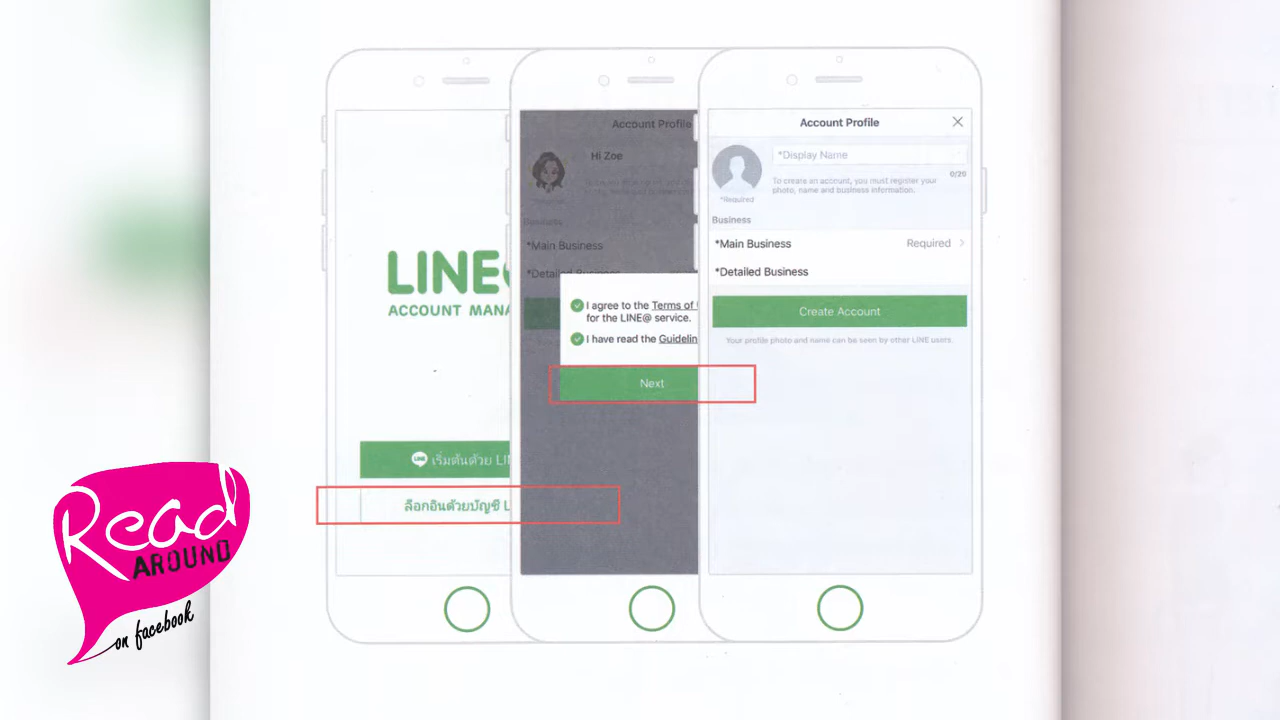 LINE@
ACCOUNT MANA
เริ่มต้นด้วย LI
ล็อกอินด้วยบัญชี L
Account Profile
Hi Zoe
*Main Business
*Detailed Business
I agree to the Terms of U
for the LINE@ service.
I have read the Guidelin
Next
Account Profile
*Display Name
0/20
To create an account, you must register your
photo, name and business information.
*Required
Business
*Main Business Required
*Detailed Business
Create Account
Your profile photo and name can be seen by other LINE users.
Read
AROUND
on facebook